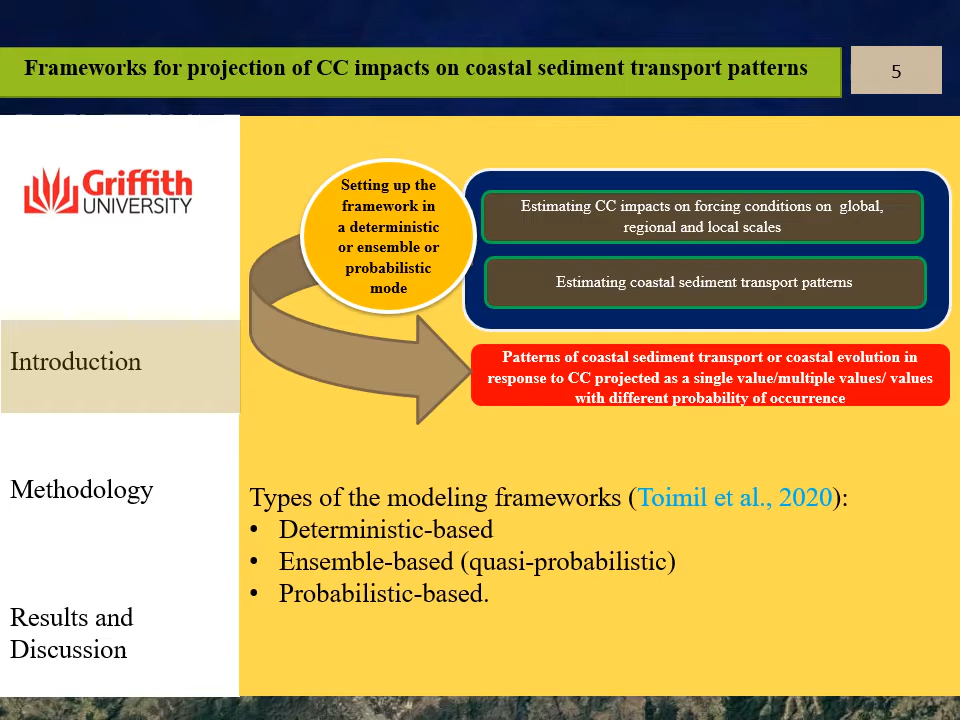 Frameworks for projection of CC impacts on coastal sediment transport patterns
5
Griffith
UNIVERSITY
Introduction
Methodology
Results and
Discussion
Setting up the
framework in
a deterministic
or ensemble or
probabilistic
mode
Estimating CC impacts on forcing conditions on global,
regional and local scales
Estimating coastal sediment transport patterns
Patterns of coastal sediment transport or coastal evolution in
response to CC projected as a single value/multiple values/ values
with different probability of occurrence
Types of the modeling frameworks (Toimil et al., 2020):
• Deterministic-based
• Ensemble-based (quasi-probabilistic)
• Probabilistic-based.